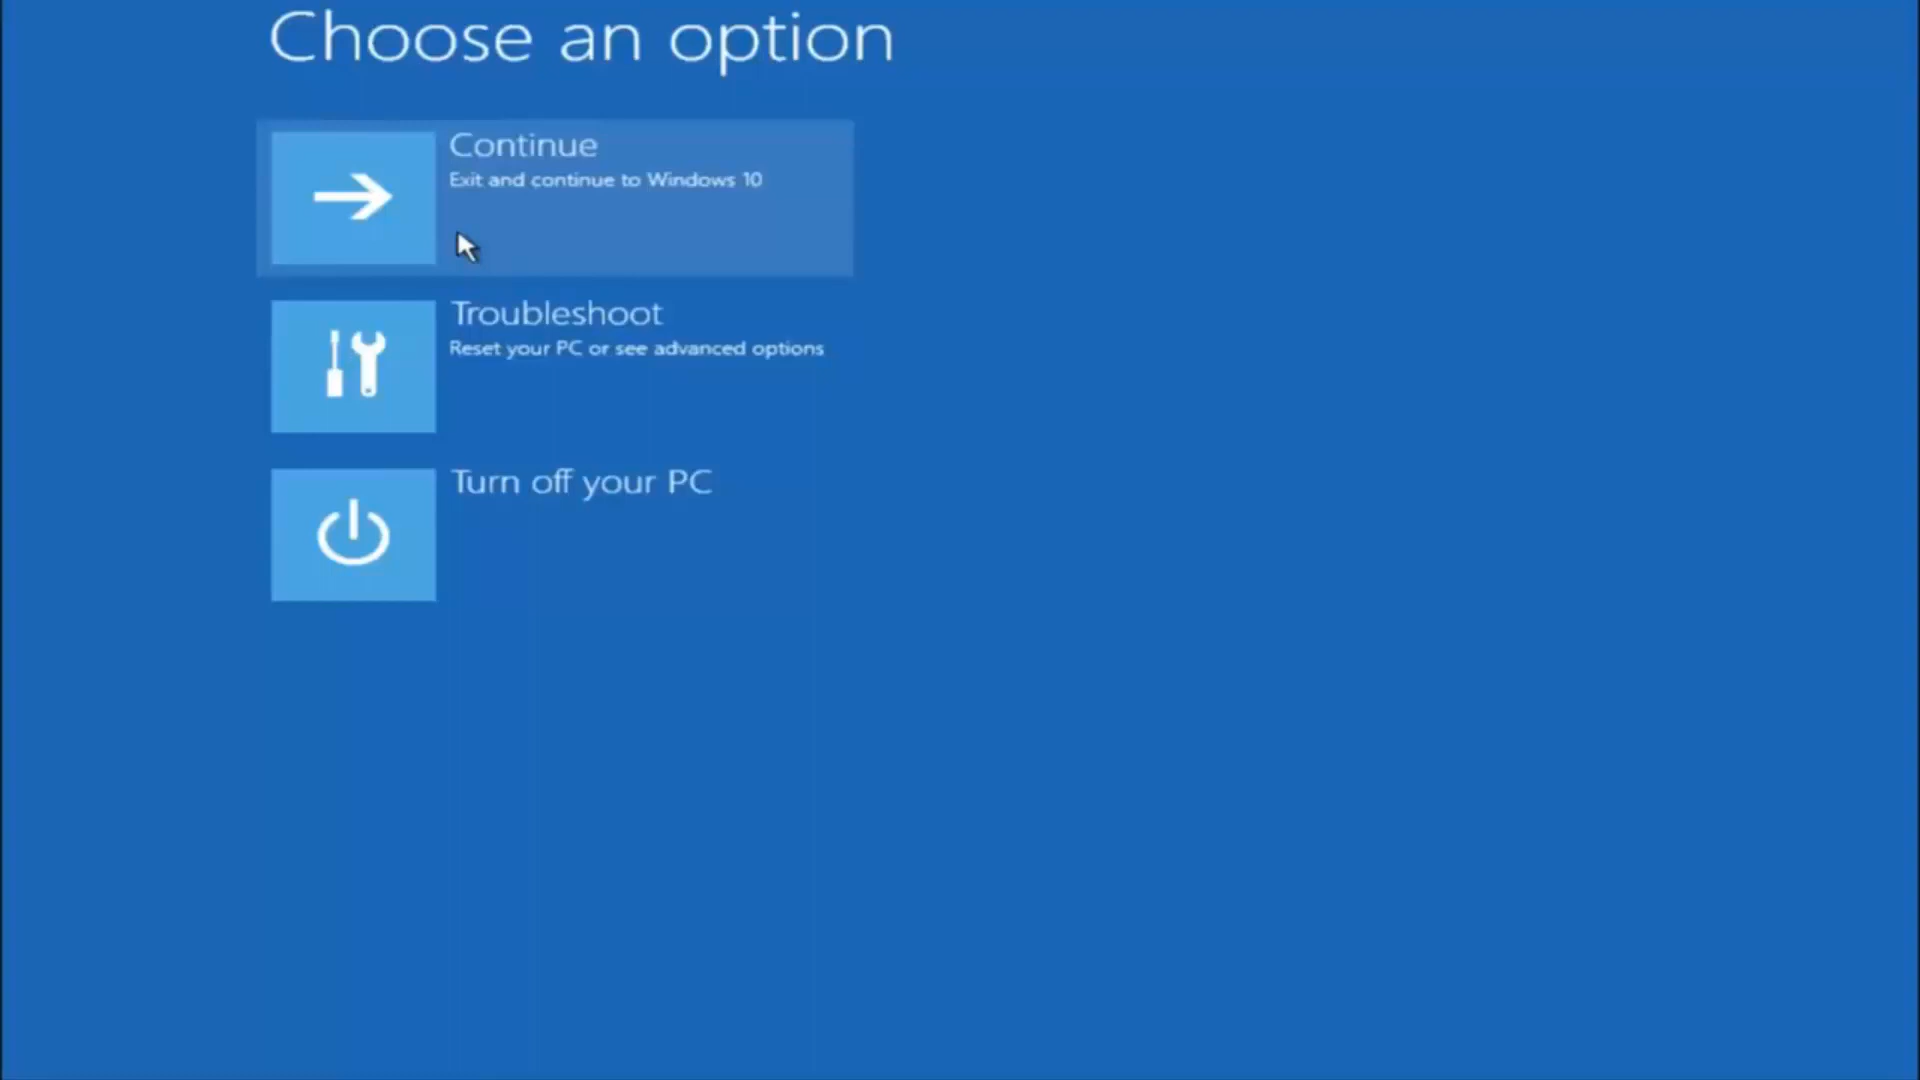 Choose an option
Continue
Exit and continue to Windows 10
Troubleshoot
Reset your PC or see advanced options
Turn off your PC